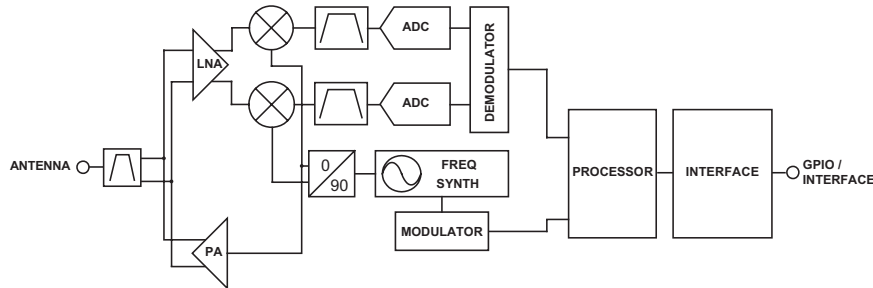 LNA
ADC
ADC
DEMODULATOR
ANTENNA
0
90
FREQ
SYNTH
MODULATOR
PA
PROCESSOR
INTERFACE
GPIO /
INTERFACE